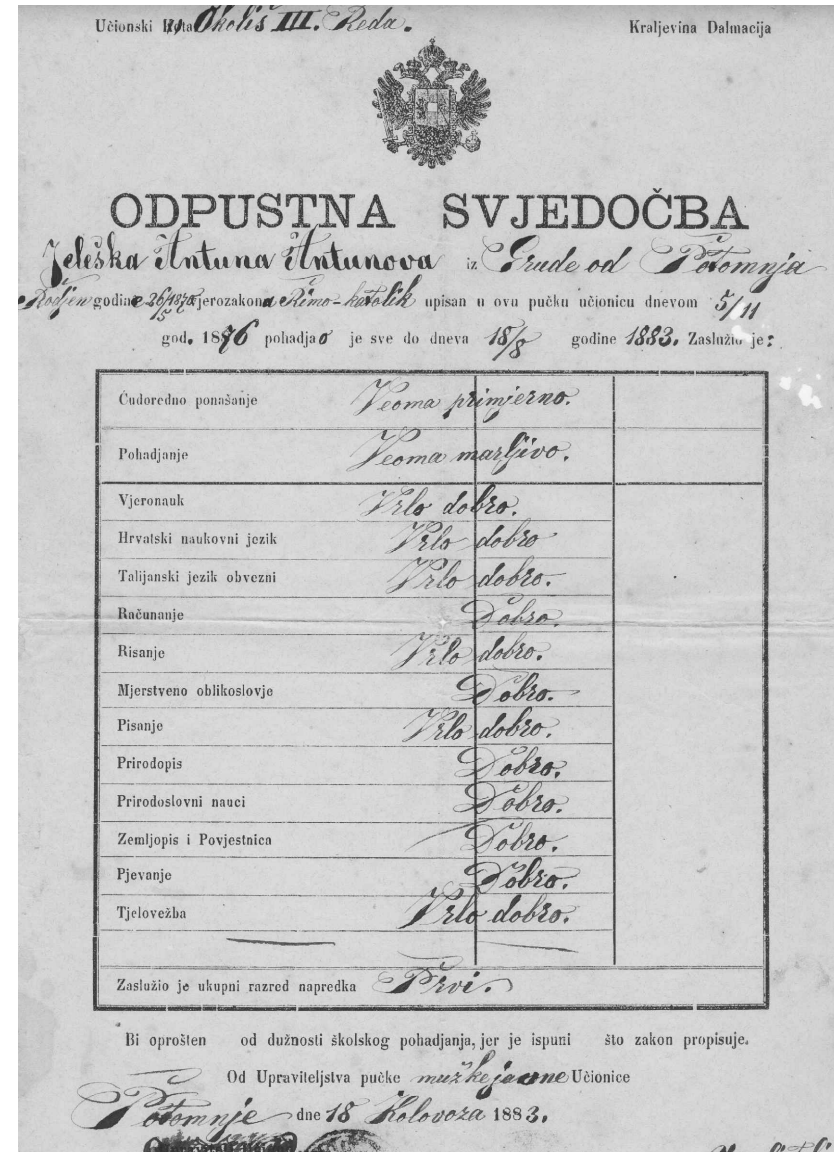 Učionski Okoliš III. Reda.
Kraljevina Dalmacija
ODPUSTNA SVJEDOČBA
Jeleška Antuna Antunova iz Grude od Potomnja
Rodjen godine 26/5 1870 vjerozakona Rimo-katolik upisan u ovu pučku učionicu dnevom 5/11
god. 1876 pohadjao je sve do dneva 18/8 godine 1883. Zaslužio je:
Ćudoredno ponašanje Veoma primjerno.
Pohadjanje Veoma marljivo.
Vjeronauk Vrlo dobro.
Hrvatski naukovni jezik Vrlo dobro
Talijanski jezik obvezni Vrlo dobro.
Računanje Dobro.
Risanje Vrlo dobro.
Mjerstveno oblikoslovje Dobro.
Pisanje Vrlo dobro.
Prirodopis Dobro.
Prirodoslovni nauci Dobro.
Zemljopis i Povjestnica Dobro.
Pjevanje Dobro.
Tjelovežba Vrlo dobro.
Zaslužio je ukupni razred napredka Prvi.
Bi oprošten od dužnosti školskog pohadjanja, jer je ispuni što zakon propisuje.
Od Upraviteljstva pučke mužke javne Učionice
Potomnje dne 18 Kolovoza 1883.